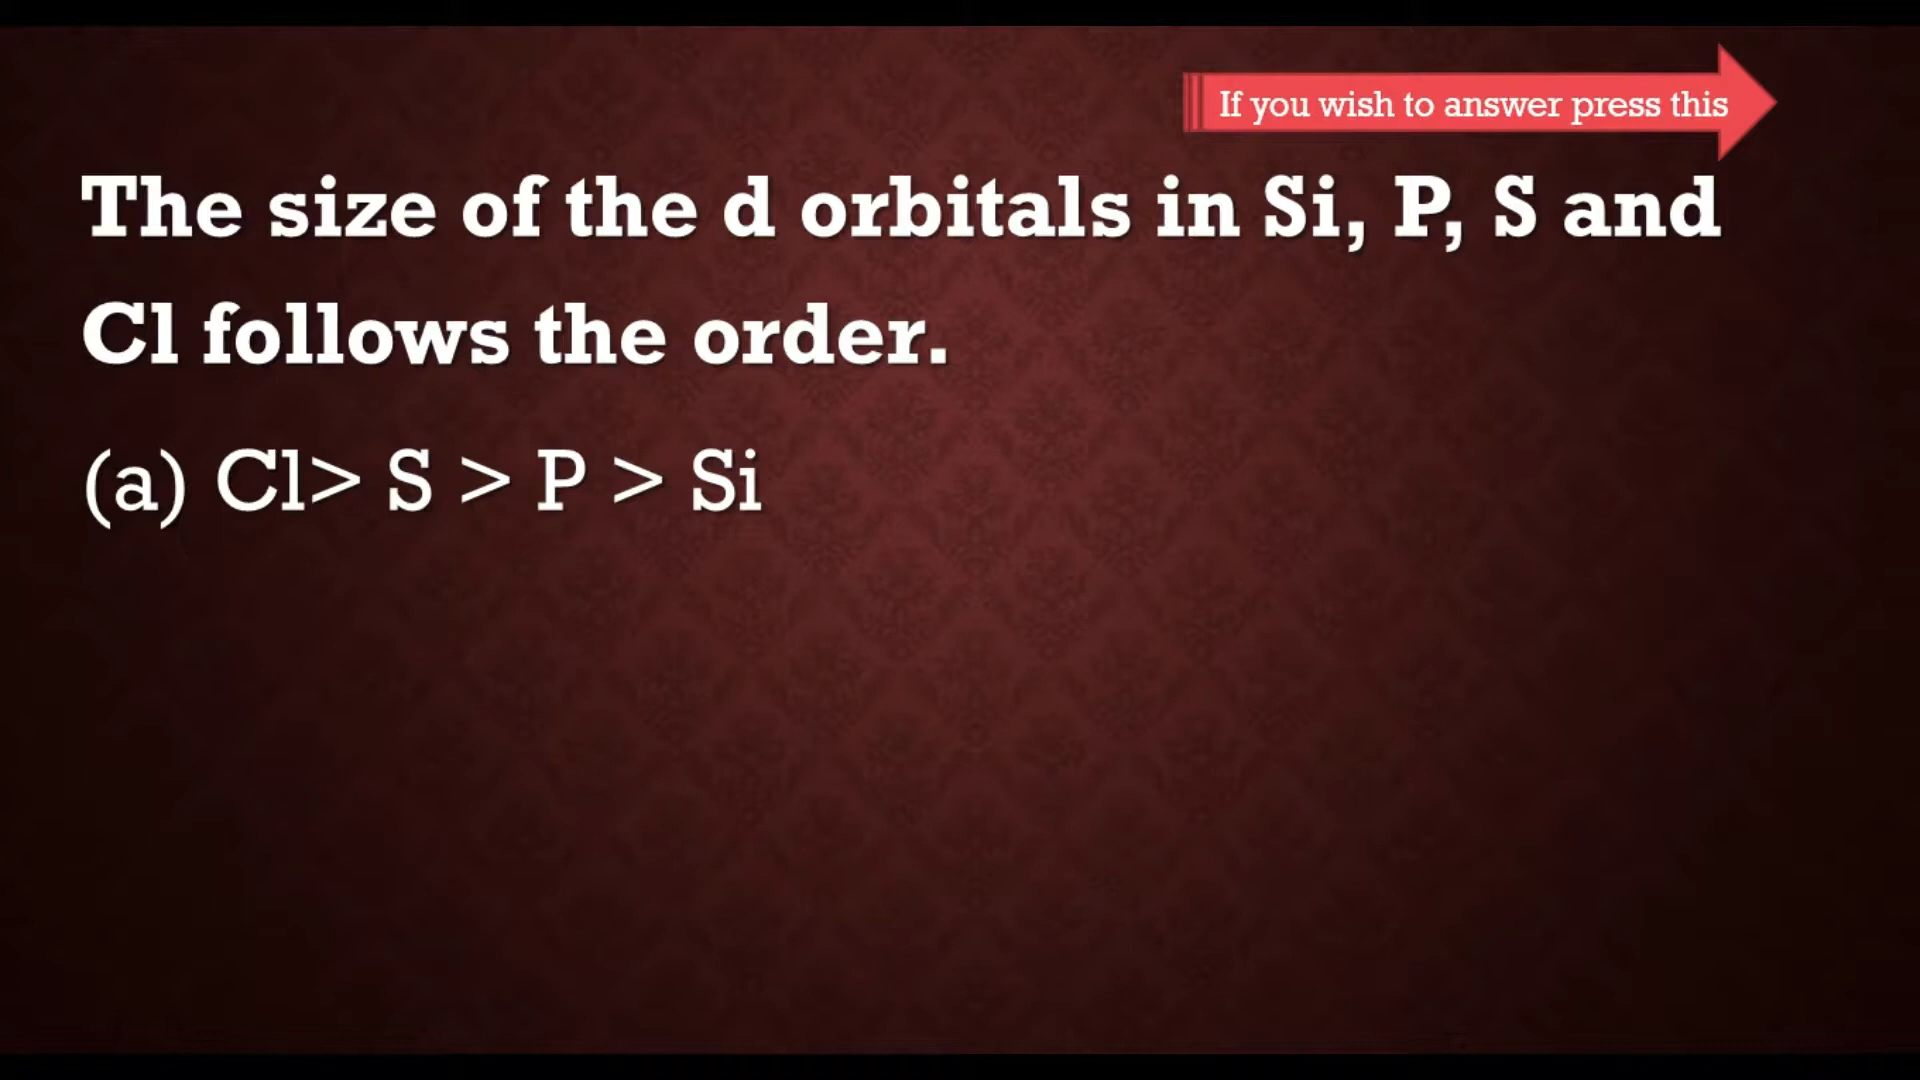 If you wish to answer press this
The size of the d orbitals in Si, P, S and
Cl follows the order.
(a) Cl> S > P > Si